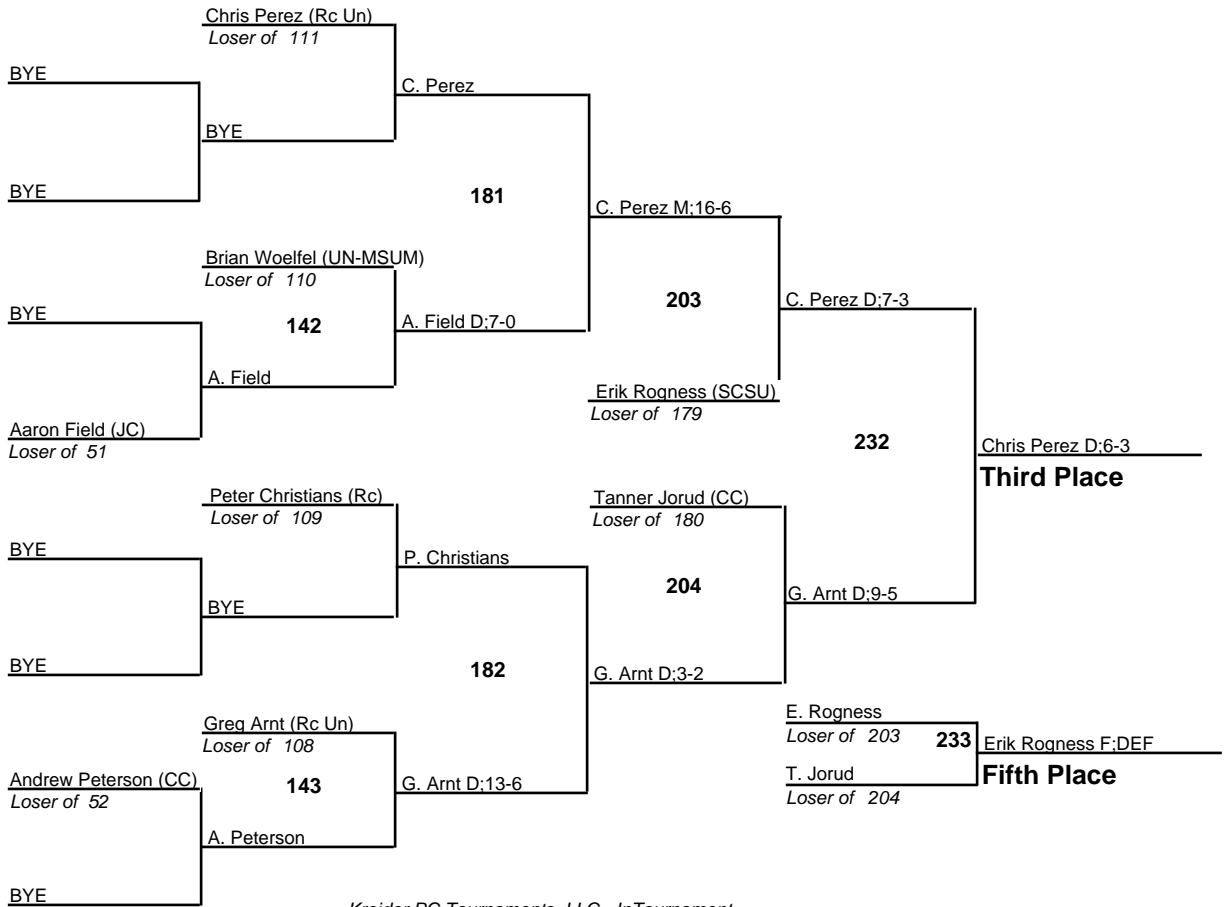 Chris Perez (Rc Un)
Loser of 111
BYE
C. Perez
BYE
BYE
181
C. Perez M;16-6
Brian Woelfel (UN-MSUM)
Loser of 110
BYE
142
A. Field D;7-0
203
C. Perez D;7-3
A. Field
Erik Rogness (SCSU)
Loser of 179
Aaron Field (JC)
Loser of 51
232
Chris Perez D;6-3
Third Place
Peter Christians (Rc)
Loser of 109
Tanner Jorud (CC)
Loser of 180
BYE
P. Christians
204
G. Arnt D;9-5
BYE
BYE
182
G. Arnt D;3-2
Greg Arnt (Rc Un)
Loser of 108
E. Rogness
Loser of 203
233
Erik Rogness F;DEF
Fifth Place
Andrew Peterson (CC)
Loser of 52
143
G. Arnt D;13-6
T. Jorud
Loser of 204
A. Peterson
BYE